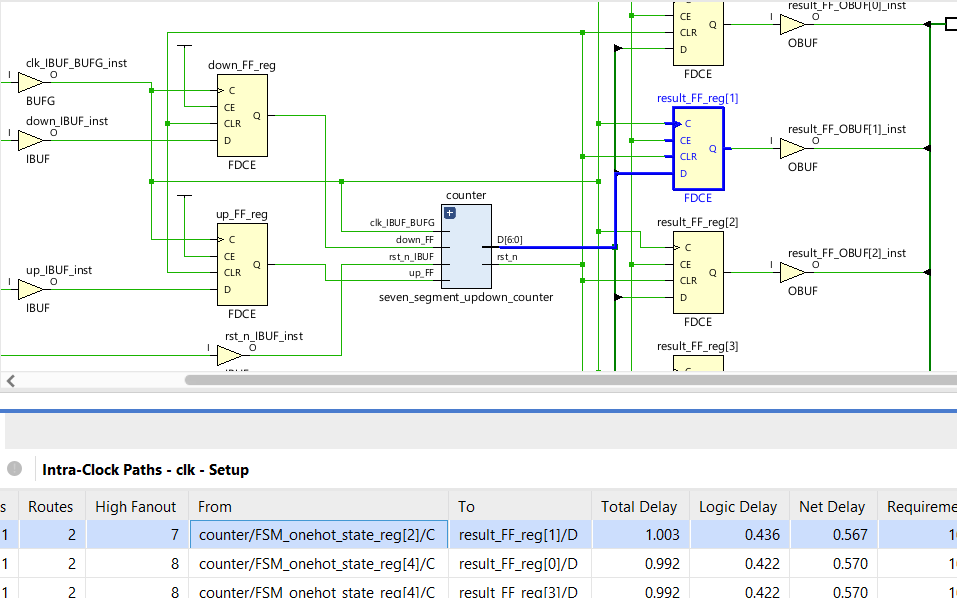 clk_IBUF_BUFG_inst
I
O
BUFG
down_IBUF_inst
I
O
IBUF
up_IBUF_inst
I
O
IBUF
down_FF_reg
C
CE
CLR
D
Q
FDCE
up_FF_reg
C
CE
CLR
D
Q
FDCE
rst_n_IBUF_inst
I
O
counter
clk_IBUF_BUFG
down_FF
rst_n_IBUF
up_FF
D[6:0]
rst_n
seven_segment_updown_counter
CE
CLR
D
Q
FDCE
result_FF_reg[1]
C
CE
CLR
D
Q
FDCE
result_FF_reg[2]
C
CE
CLR
D
Q
FDCE
result_FF_reg[3]
result_FF_OBUF[0]_inst
I
O
OBUF
result_FF_OBUF[1]_inst
I
O
OBUF
result_FF_OBUF[2]_inst
I
O
OBUF
Intra-Clock Paths - clk - Setup
s Routes High Fanout From To Total Delay Logic Delay Net Delay Requireme
1 2 7 counter/FSM_onehot_state_reg[2]/C result_FF_reg[1]/D 1.003 0.436 0.567 10
1 2 8 counter/FSM_onehot_state_reg[4]/C result_FF_reg[0]/D 0.992 0.422 0.570 10
1 2 8 counter/FSM_onehot_state_reg[4]/C result_FF_reg[3]/D 0.992 0.422 0.570 10